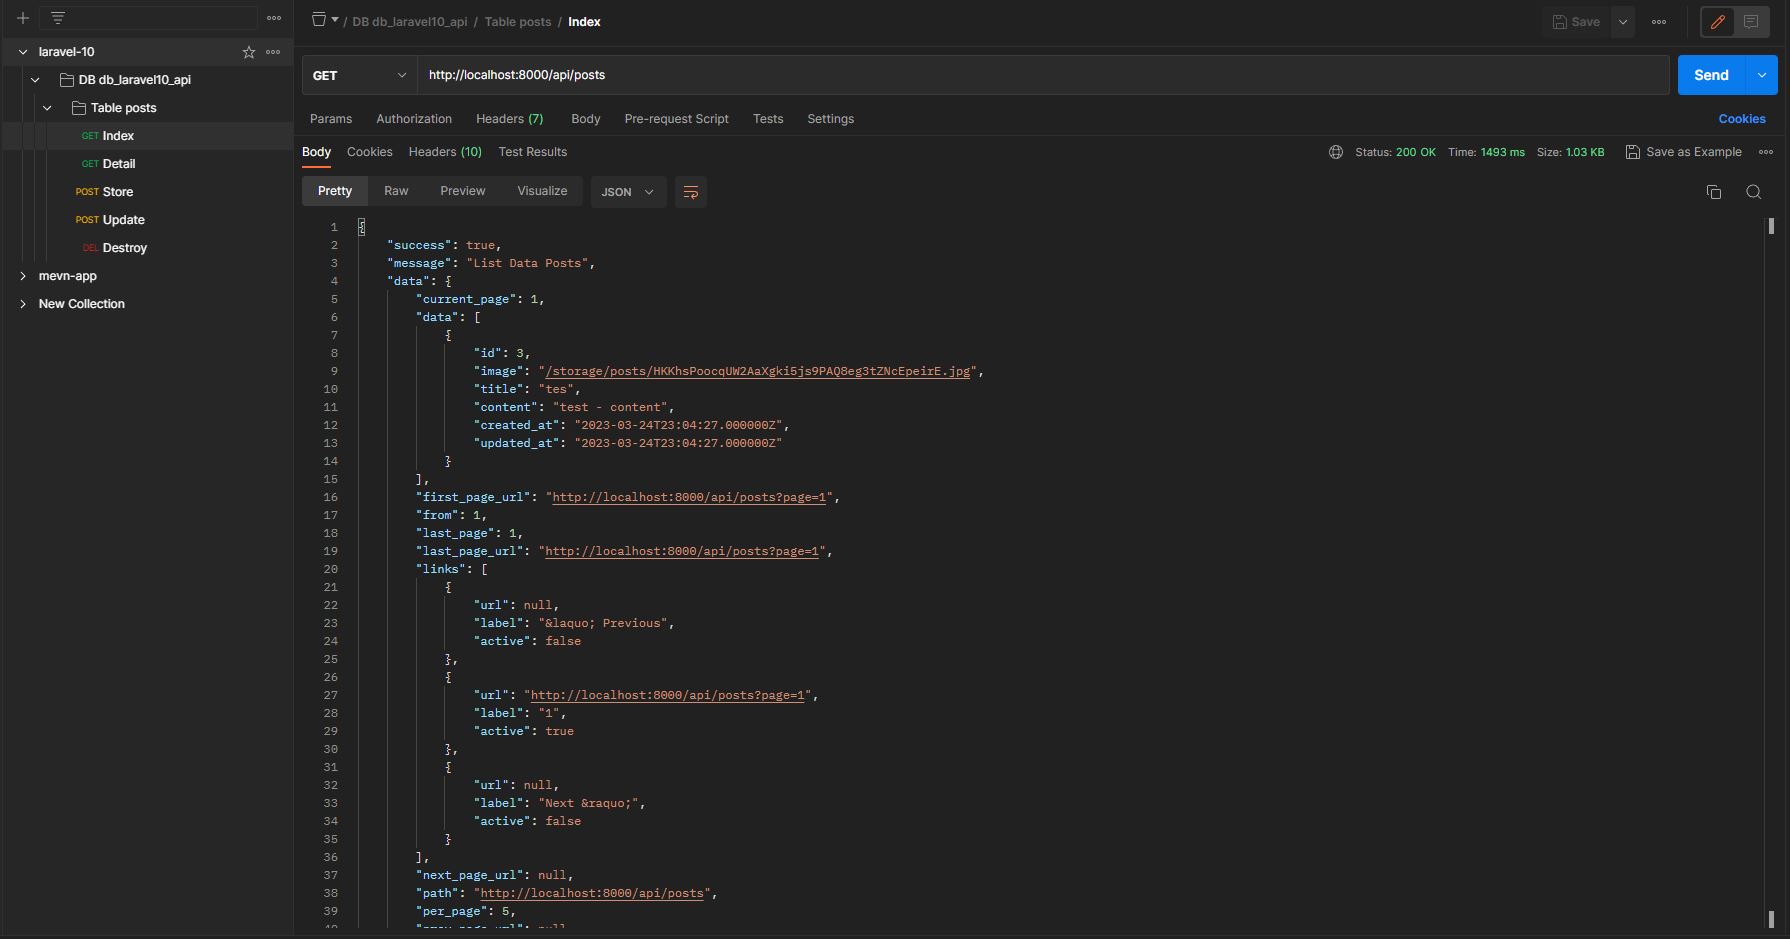 / DB db_laravel10_api / Table posts / Index
Save
laravel-10
DB db_laravel10_api
Table posts
GET Index
GET Detail
POST Store
POST Update
DEL Destroy
mevn-app
New Collection
GET
http://localhost:8000/api/posts
Send
Params Authorization Headers (7) Body Pre-request Script Tests Settings Cookies
Body Cookies Headers (10) Test Results Status: 200 OK Time: 1493 ms Size: 1.03 KB Save as Example
Pretty Raw Preview Visualize JSON
1 {
2 "success": true,
3 "message": "List Data Posts",
4 "data": {
5 "current_page": 1,
6 "data": [
7 {
8 "id": 3,
9 "image": "/storage/posts/HKKhsPoocqUW2AaXgki5js9PAQ8eg3tZNcEpeirE.jpg",
10 "title": "tes",
11 "content": "test - content",
12 "created_at": "2023-03-24T23:04:27.000000Z",
13 "updated_at": "2023-03-24T23:04:27.000000Z"
14 }
15 ],
16 "first_page_url": "http://localhost:8000/api/posts?page=1",
17 "from": 1,
18 "last_page": 1,
19 "last_page_url": "http://localhost:8000/api/posts?page=1",
20 "links": [
21 {
22 "url": null,
23 "label": "&laquo; Previous",
24 "active": false
25 },
26 {
27 "url": "http://localhost:8000/api/posts?page=1",
28 "label": "1",
29 "active": true
30 },
31 {
32 "url": null,
33 "label": "Next &raquo;",
34 "active": false
35 }
36 ],
37 "next_page_url": null,
38 "path": "http://localhost:8000/api/posts",
39 "per_page": 5,